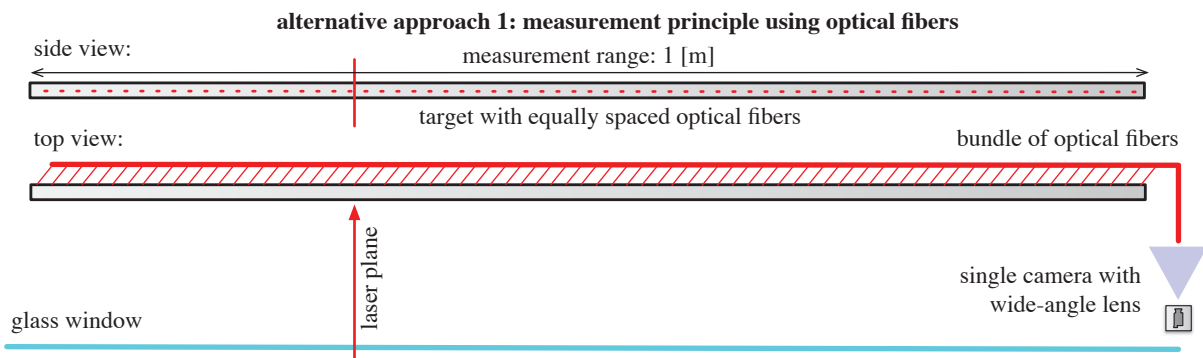 alternative approach 1: measurement principle using optical fibers
side view:
measurement range: 1 [m]
target with equally spaced optical fibers
top view:
bundle of optical fibers
laser plane
single camera with
wide-angle lens
glass window